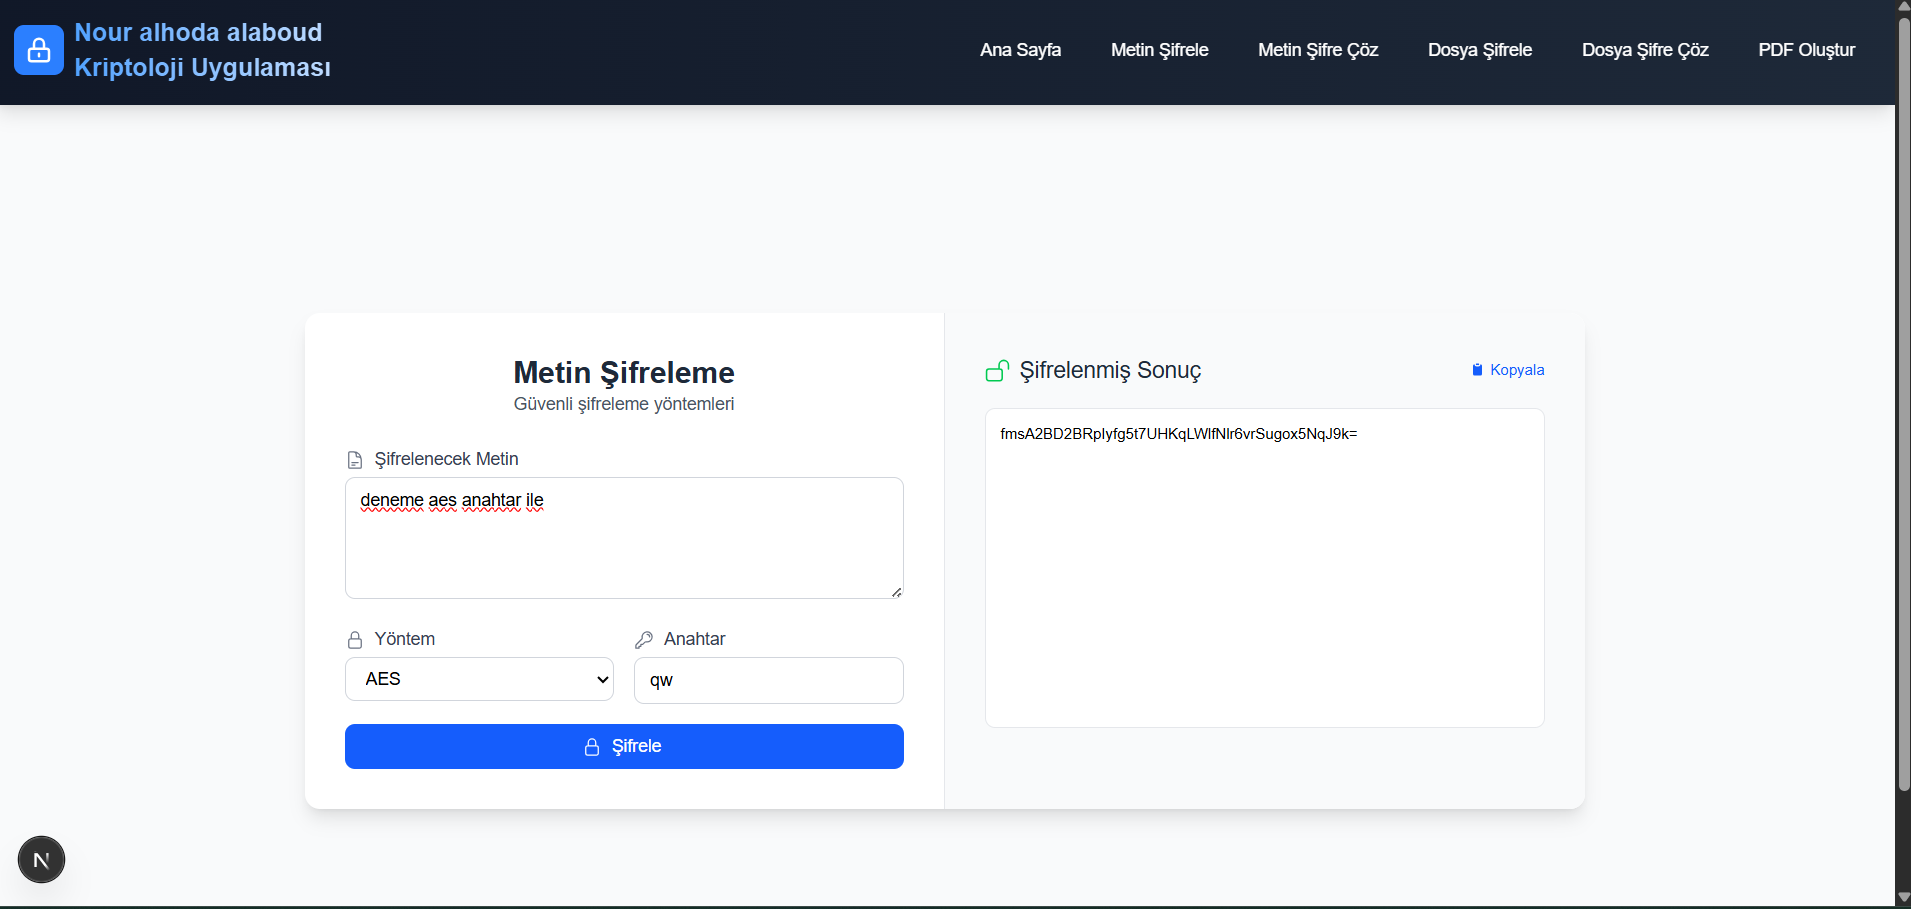 Nour alhoda alaboud
Kriptoloji Uygulaması
Ana Sayfa
Metin Şifrele
Metin Şifre Çöz
Dosya Şifrele
Dosya Şifre Çöz
PDF Oluştur
Metin Şifreleme
Güvenli şifreleme yöntemleri
Şifrelenecek Metin
deneme aes anahtar ile
Yöntem
Anahtar
AES
qw
Şifrele
Şifrelenmiş Sonuç
Kopyala
fmsA2BD2BRplyfg5t7UHKqLWlfNlr6vrSugox5NqJ9k=
N